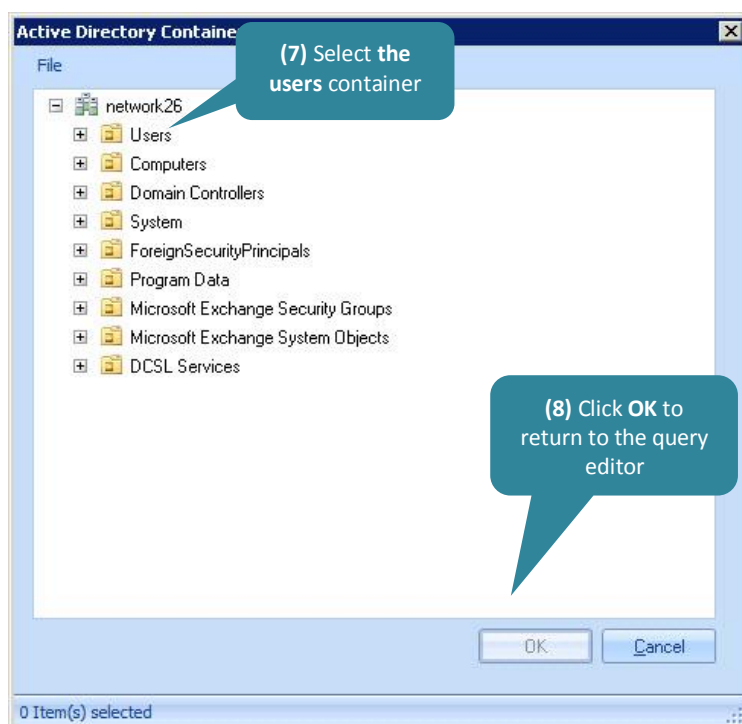 Active Directory Containe
(7) Select the
users container
File
network26
Users
Computers
Domain Controllers
System
ForeignSecurityPrincipals
Program Data
Microsoft Exchange Security Groups
Microsoft Exchange System Objects
DCSL Services
(8) Click OK to
return to the query
editor
OK
Cancel
0 Item(s) selected